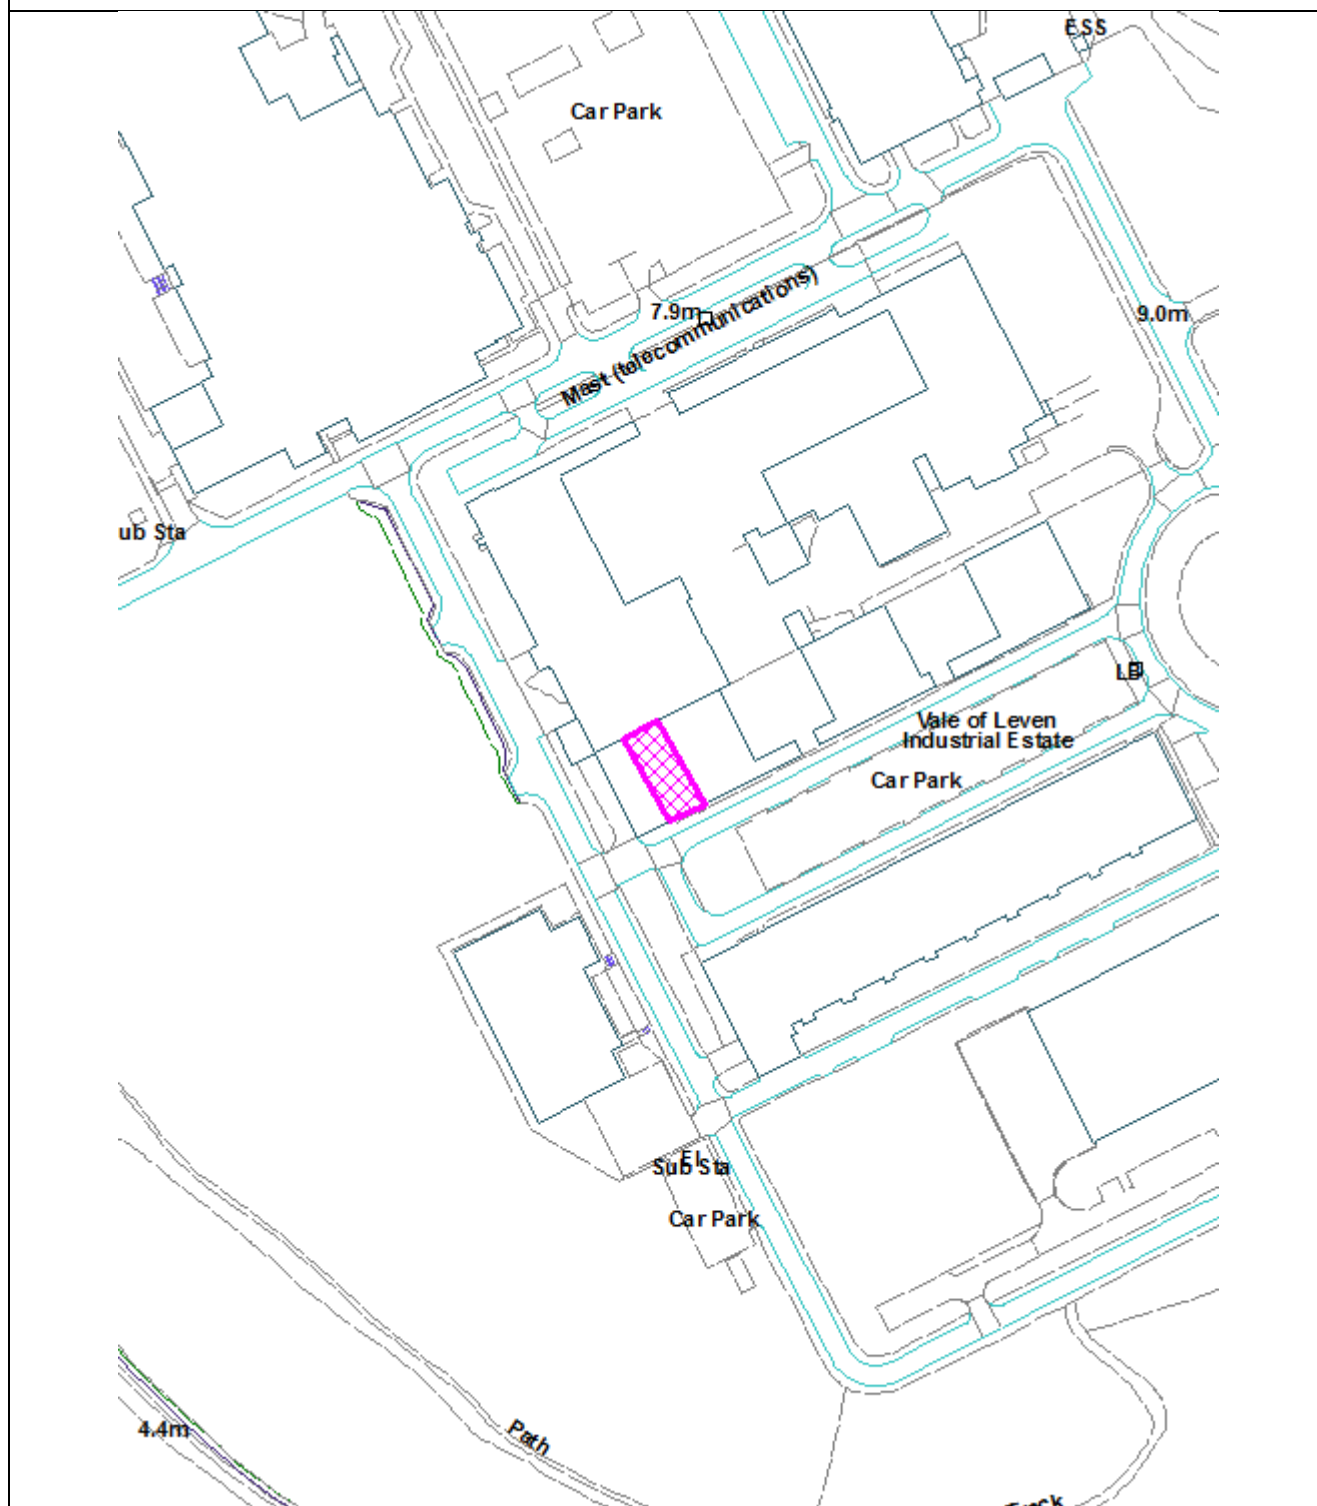 ESS
Car Park
7.9m
9.0m
Mast (telecommunications)
ub Sta
LB
Vale of Leven
Industrial Estate
Car Park
El
Sub Sta
Car Park
4.4m
Path
Track